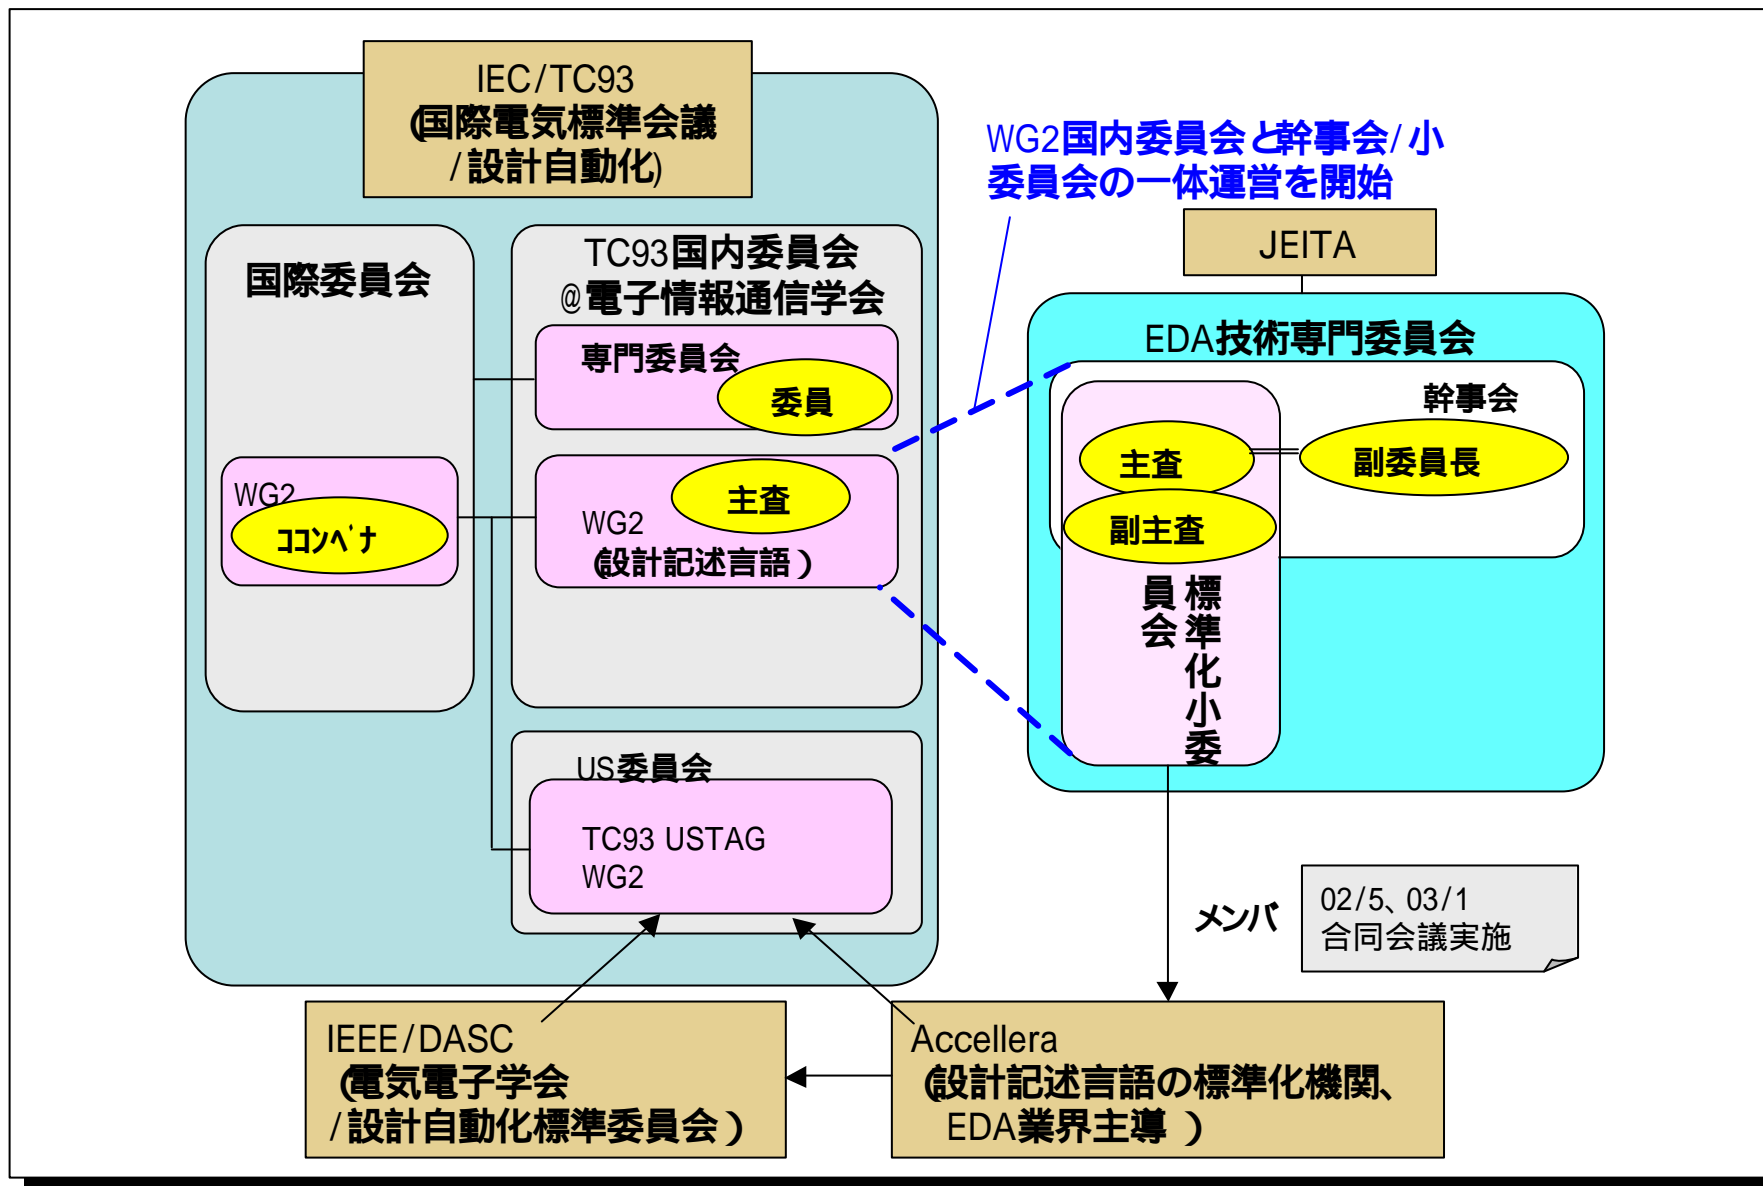 IEC/TC93
(国際電気標準会議
/設計自動化)
WG2国内委員会と幹事会/小
委員会の一体運営を開始
JEITA
国際委員会
TC93国内委員会
@電子情報通信学会
専門委員会
委員
WG2
ココンベナ
主査
WG2
(設計記述言語)
US委員会
TC93 USTAG
WG2
EDA技術専門委員会
幹事会
主査
副委員長
副主査
標準化小委
員会
メンバ
02/5、03/1
合同会議実施
IEEE/DASC
(電気電子学会
/設計自動化標準委員会)
Accellera
(設計記述言語の標準化機関、
EDA業界主導 )